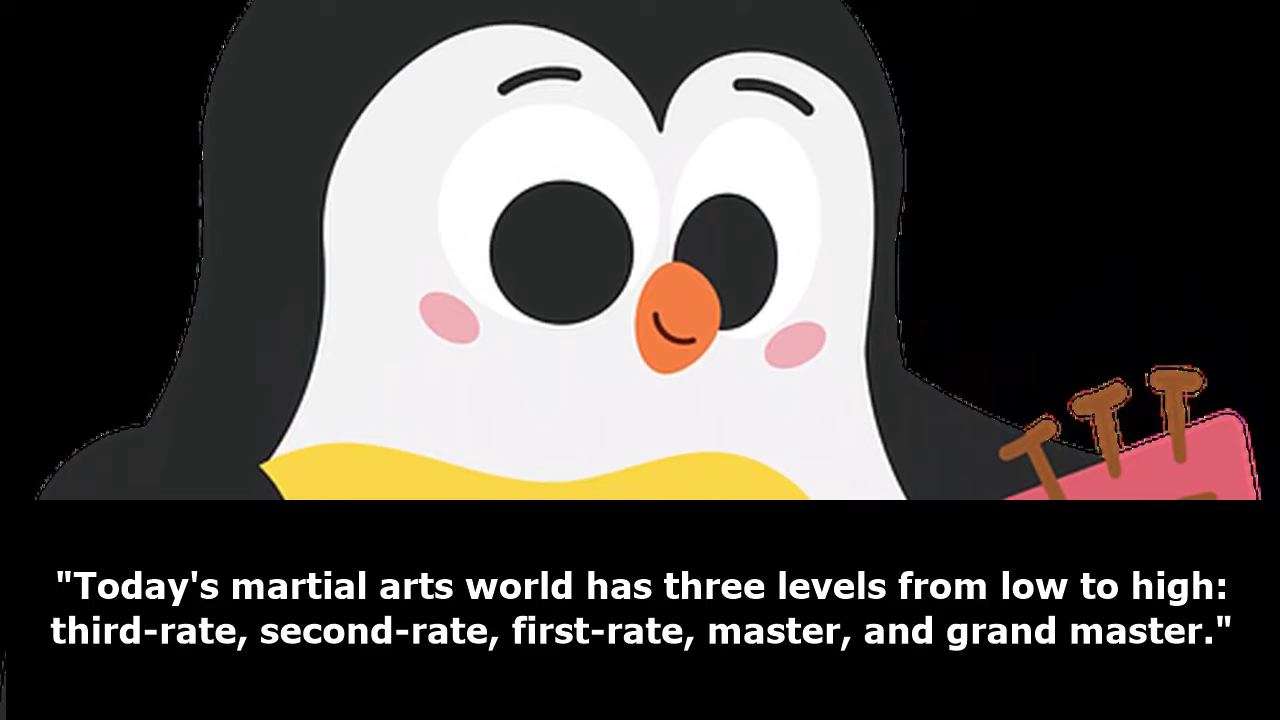 "Today's martial arts world has three levels from low to high:
third-rate, second-rate, first-rate, master, and grand master."